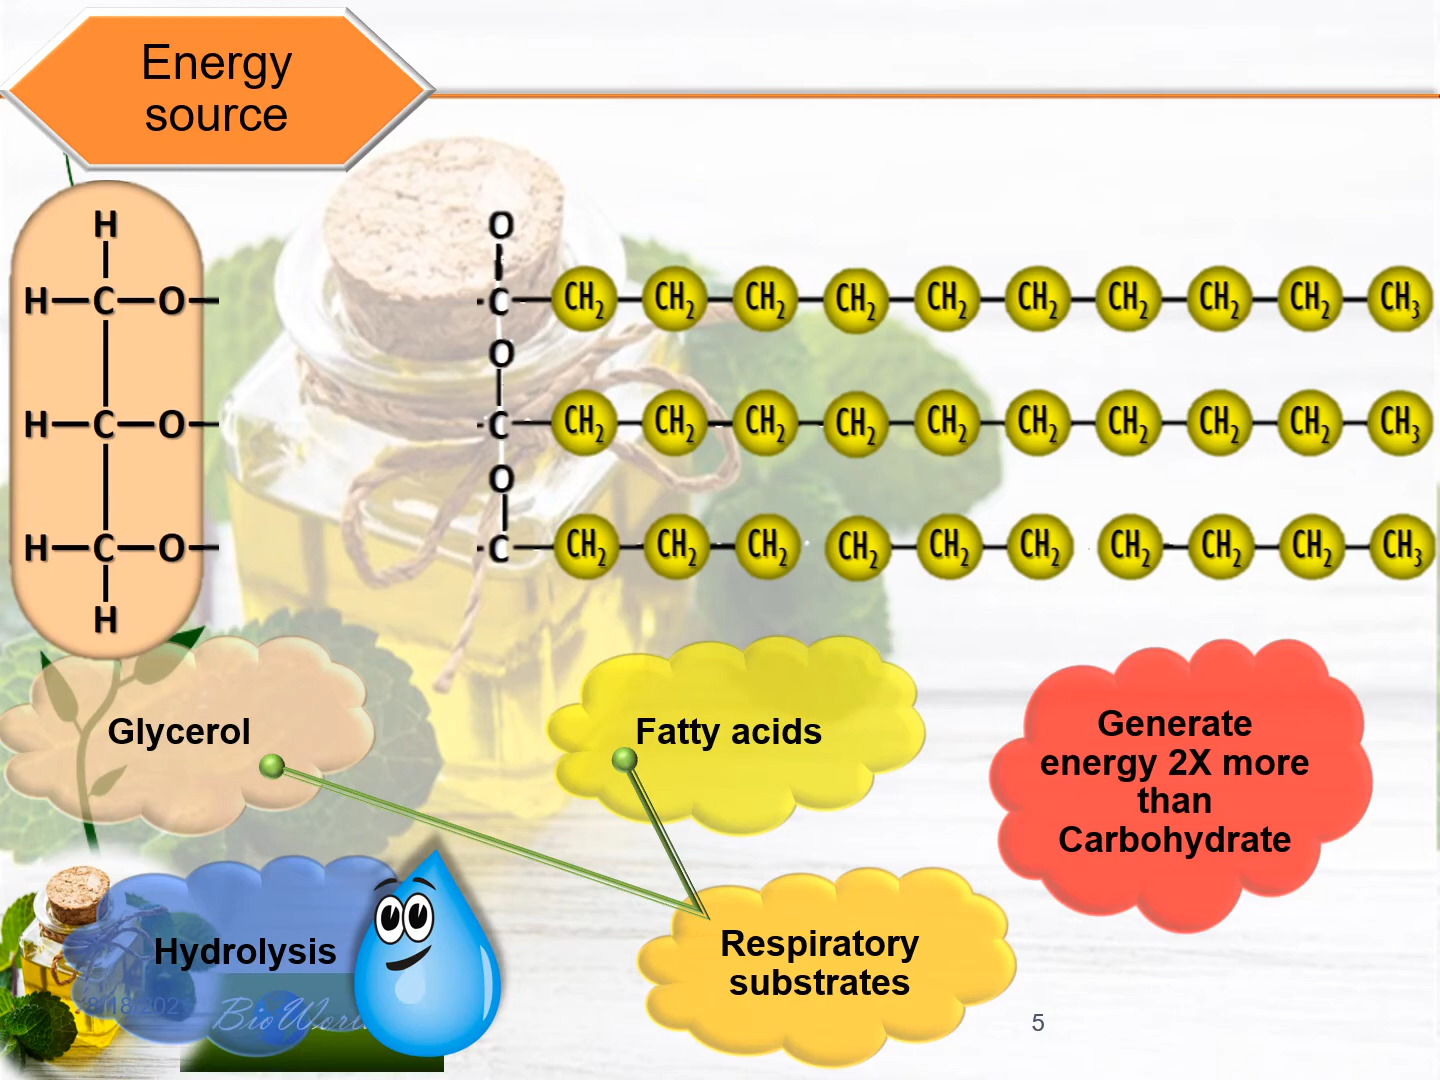 Energy
source
H
H C O
H C O
H C O
H
O
C CH2 CH2 CH2 CH2 CH2 CH2 CH2 CH2 CH2 CH3
O
C CH2 CH2 CH2 CH2 CH2 CH2 CH2 CH2 CH2 CH3
O
C CH2 CH2 CH2 CH2 CH2 CH2 CH2 CH2 CH2 CH3
Glycerol
Fatty acids
Generate
energy 2X more
than
Carbohydrate
Hydrolysis
Respiratory
substrates
5